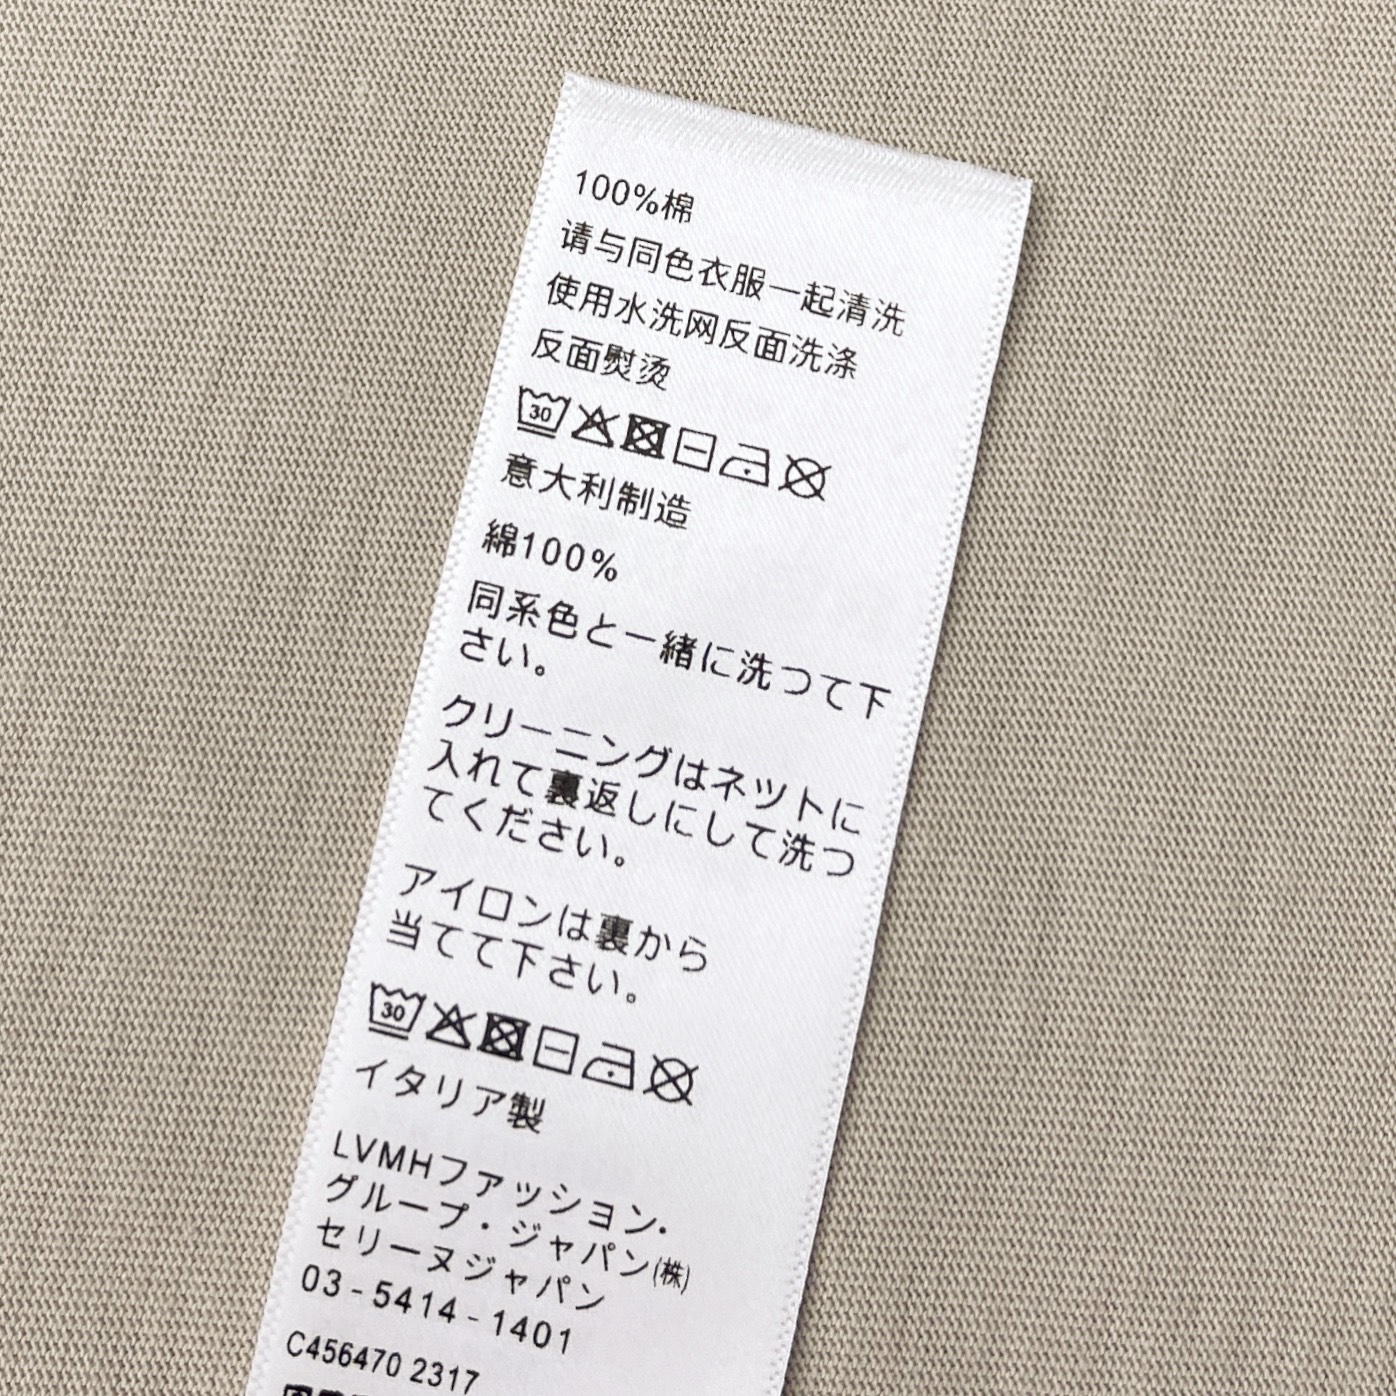 100%棉
请与同色衣服一起清洗
使用水洗网反面洗涤
反面熨烫
30
意大利制造
綿100%
同系色と一緒に洗つて下
さい。
クリーニングはネットに
入れて裏返しにして洗つ
てください。
アイロンは裏から
当てて下さい。
30
イタリア製
LVMHファッション・
グループ・ジャパン(株)
セリーヌジャパン
03-5414-1401
C456470 2317